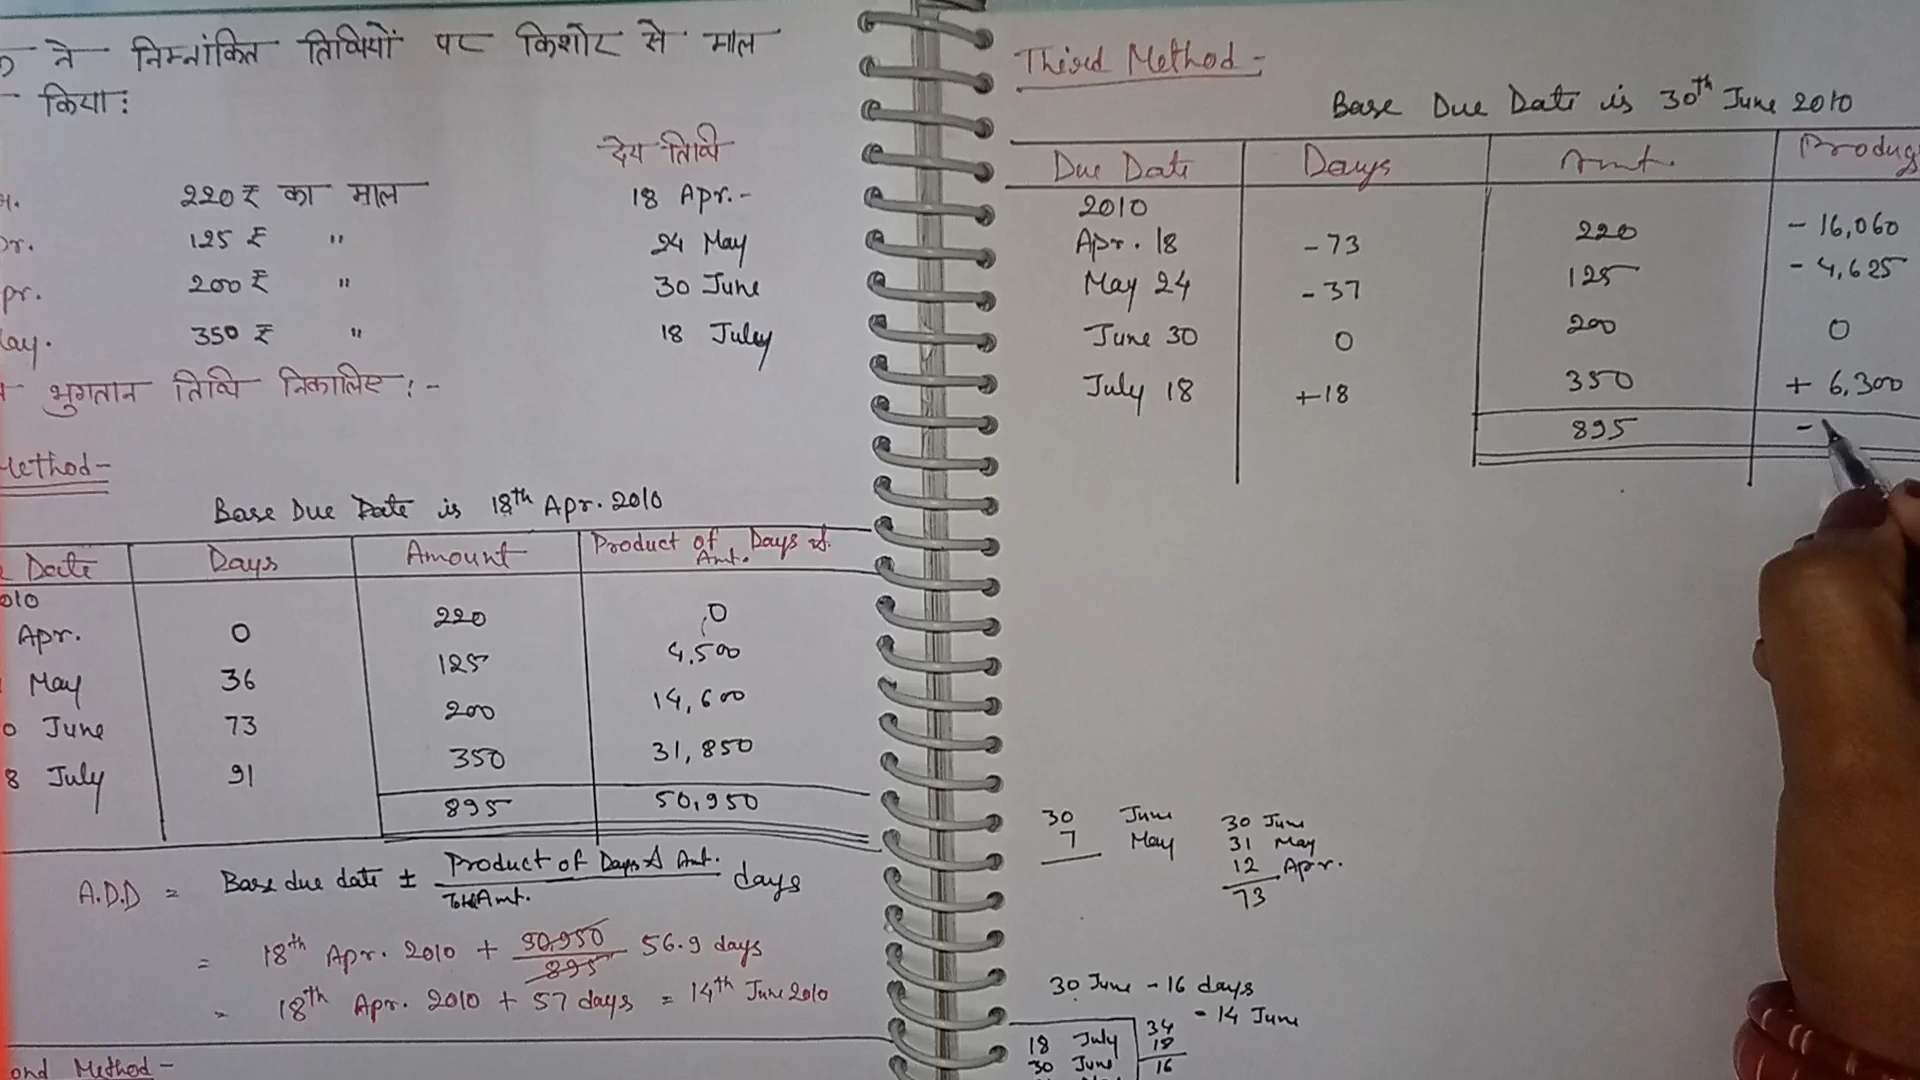 ने निम्नांकित तिथियों पर किशोर से माल
किया:
देय तिथि
220₹ का माल 18 Apr.-
125 ₹ " 24 May
200 ₹ " 30 June
350 ₹ " 18 Juley
भुगतान तिथि निकालिए:-
Method-
Base Due Date is 18th Apr. 2010
Date Days Amount Product of Days & Amt.
010
Apr. 0 220 0
May 36 125 4,500
0 June 73 200 14,600
8 July 91 350 31,850
895 50,950
A.D.D = Base due date ± Product of Days & Amt. / Total Amt. days
= 18th Apr. 2010 + 50,950 / 895 56.9 days
= 18th Apr. 2010 + 57 days = 14th June 2010
ond Method-
Third Method-
Base Due Date is 30th June 2010
Due Date Days Amt. Produc
2010
Apr. 18 -73 220 -16,060
May 24 -37 125 -4,625
June 30 0 200 0
July 18 +18 350 +6,300
895 -
30 June
7 May
30 June
31 May
12 Apr.
73
30 June - 16 days
- 14 June
18 July 34
30 June 18
16